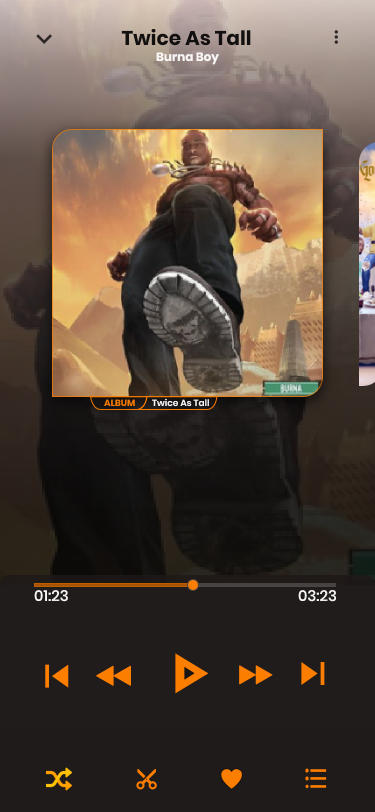 Twice As Tall
Burna Boy
BURNA
ALBUM Twice As Tall
01:23 03:23